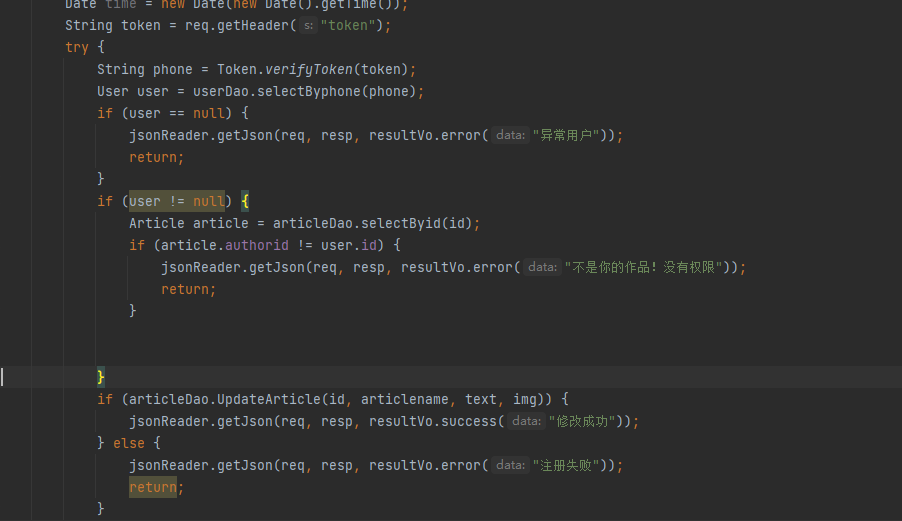 Date time = new Date(new Date().getTime());
String token = req.getHeader( s: "token");
try {
String phone = Token.verifyToken(token);
User user = userDao.selectByphone(phone);
if (user == null) {
jsonReader.getJson(req, resp, resultVo.error( data: "异常用户"));
return;
}
if (user != null) {
Article article = articleDao.selectByid(id);
if (article.authorid != user.id) {
jsonReader.getJson(req, resp, resultVo.error( data: "不是你的作品！没有权限"));
return;
}
}
if (articleDao.UpdateArticle(id, articlename, text, img)) {
jsonReader.getJson(req, resp, resultVo.success( data: "修改成功"));
} else {
jsonReader.getJson(req, resp, resultVo.error( data: "注册失败"));
return;
}